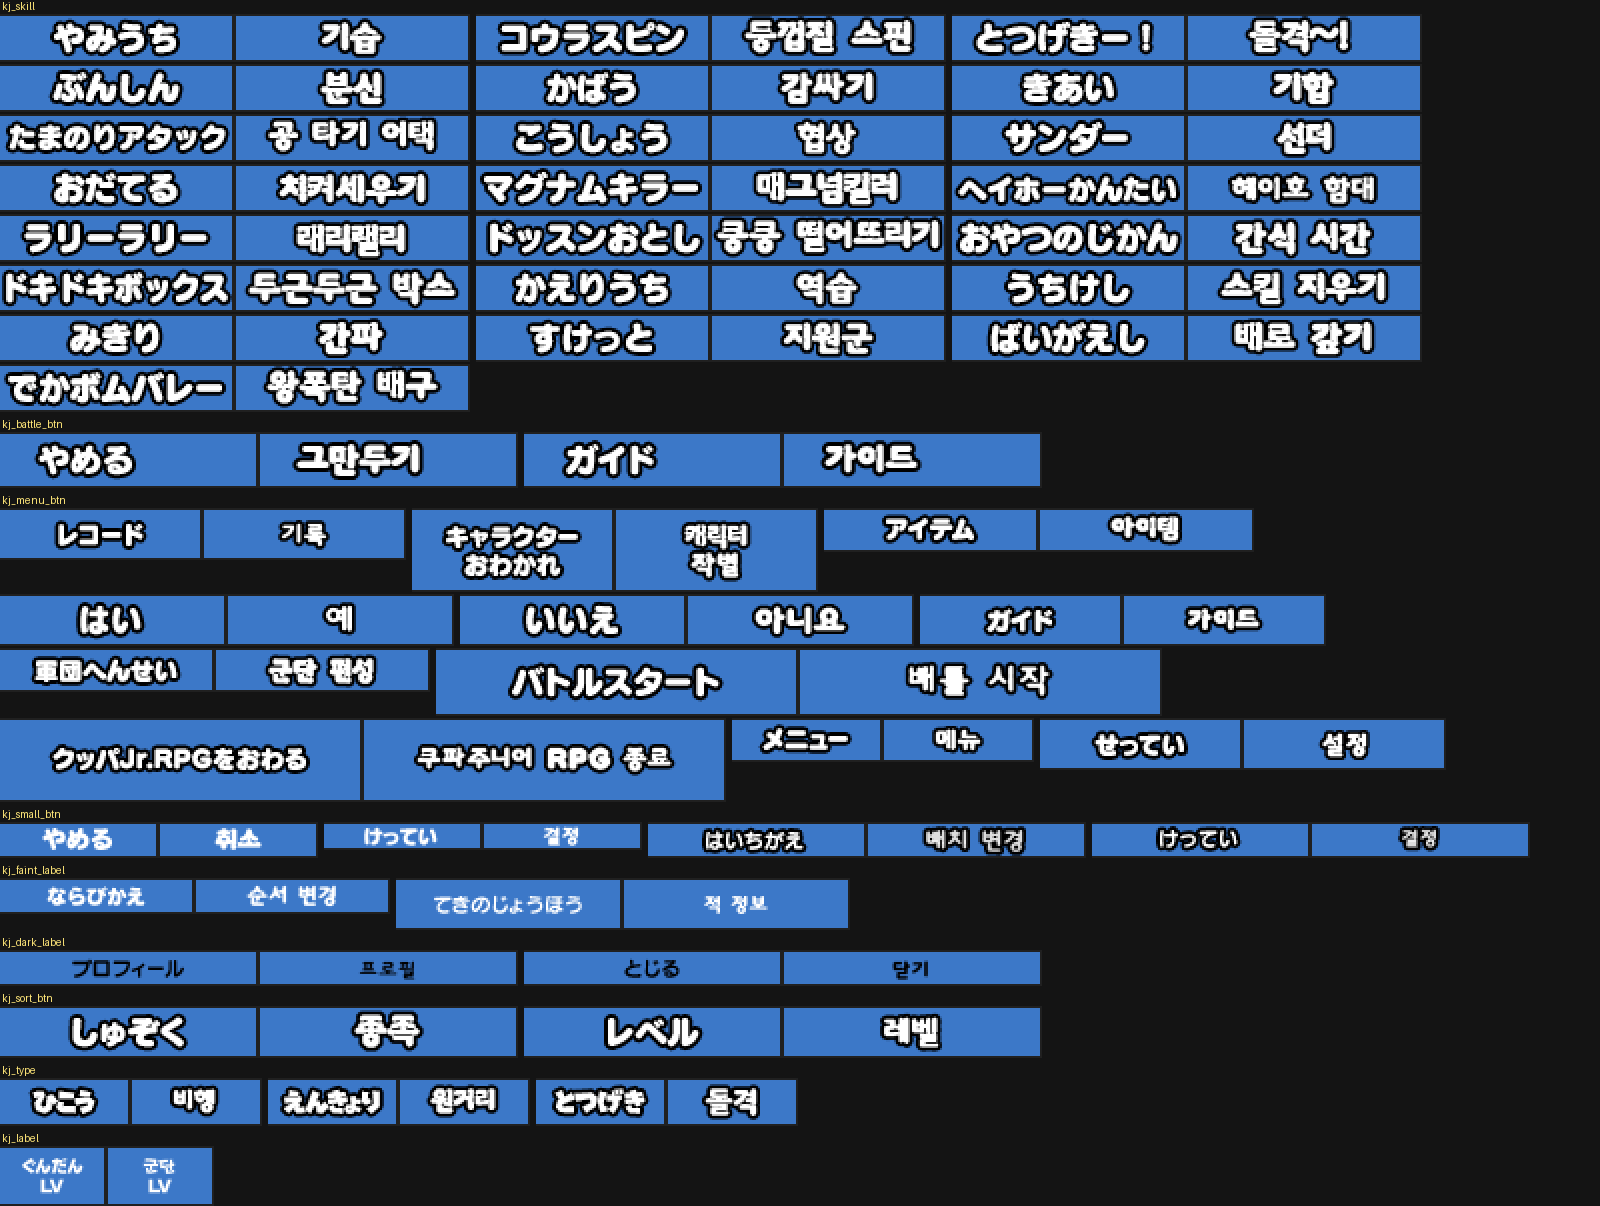 kj_skill
やみうち 기습 コウラスピン 등껍질 스핀 とつげきー! 돌격~!
ぶんしん 분신 かばう 감싸기 きあい 기합
たまのりアタック 공 타기 어택 こうしょう 협상 サンダー 선더
おだてる 치켜세우기 マグナムキラー 매그넘킬러 ヘイホーかんたい 헤이호 함대
ラリーラリー 래리랠리 ドッスンおとし 쿵쿵 떨어뜨리기 おやつのじかん 간식 시간
ドキドキボックス 두근두근 박스 かえりうち 역습 うちけし 스킬 지우기
みきり 간파 すけっと 지원군 ばいがえし 배로 갚기
でかボムバレー 왕폭탄 배구
kj_battle_btn
やめる 그만두기 ガイド 가이드
kj_menu_btn
レコード 기록 キャラクター 캐릭터 アイテム 아이템
おわかれ 작별
はい 예 いいえ 아니요 ガイド 가이드
軍団へんせい 군단 편성 バトルスタート 배틀 시작
クッパJr.RPGをおわる 쿠파주니어 RPG 종료 メニュー 메뉴 せってい 설정
kj_small_btn
やめる 취소 けってい 결정 はいちがえ 배치 변경 けってい 결정
kj_faint_label
ならびかえ 순서 변경 てきのじょうほう 적 정보
kj_dark_label
プロフィール 프로필 とじる 닫기
kj_sort_btn
しゅぞく 종족 レベル 레벨
kj_type
ひこう 비행 えんきょり 원거리 とつげき 돌격
kj_label
ぐんだん 군단
LV LV